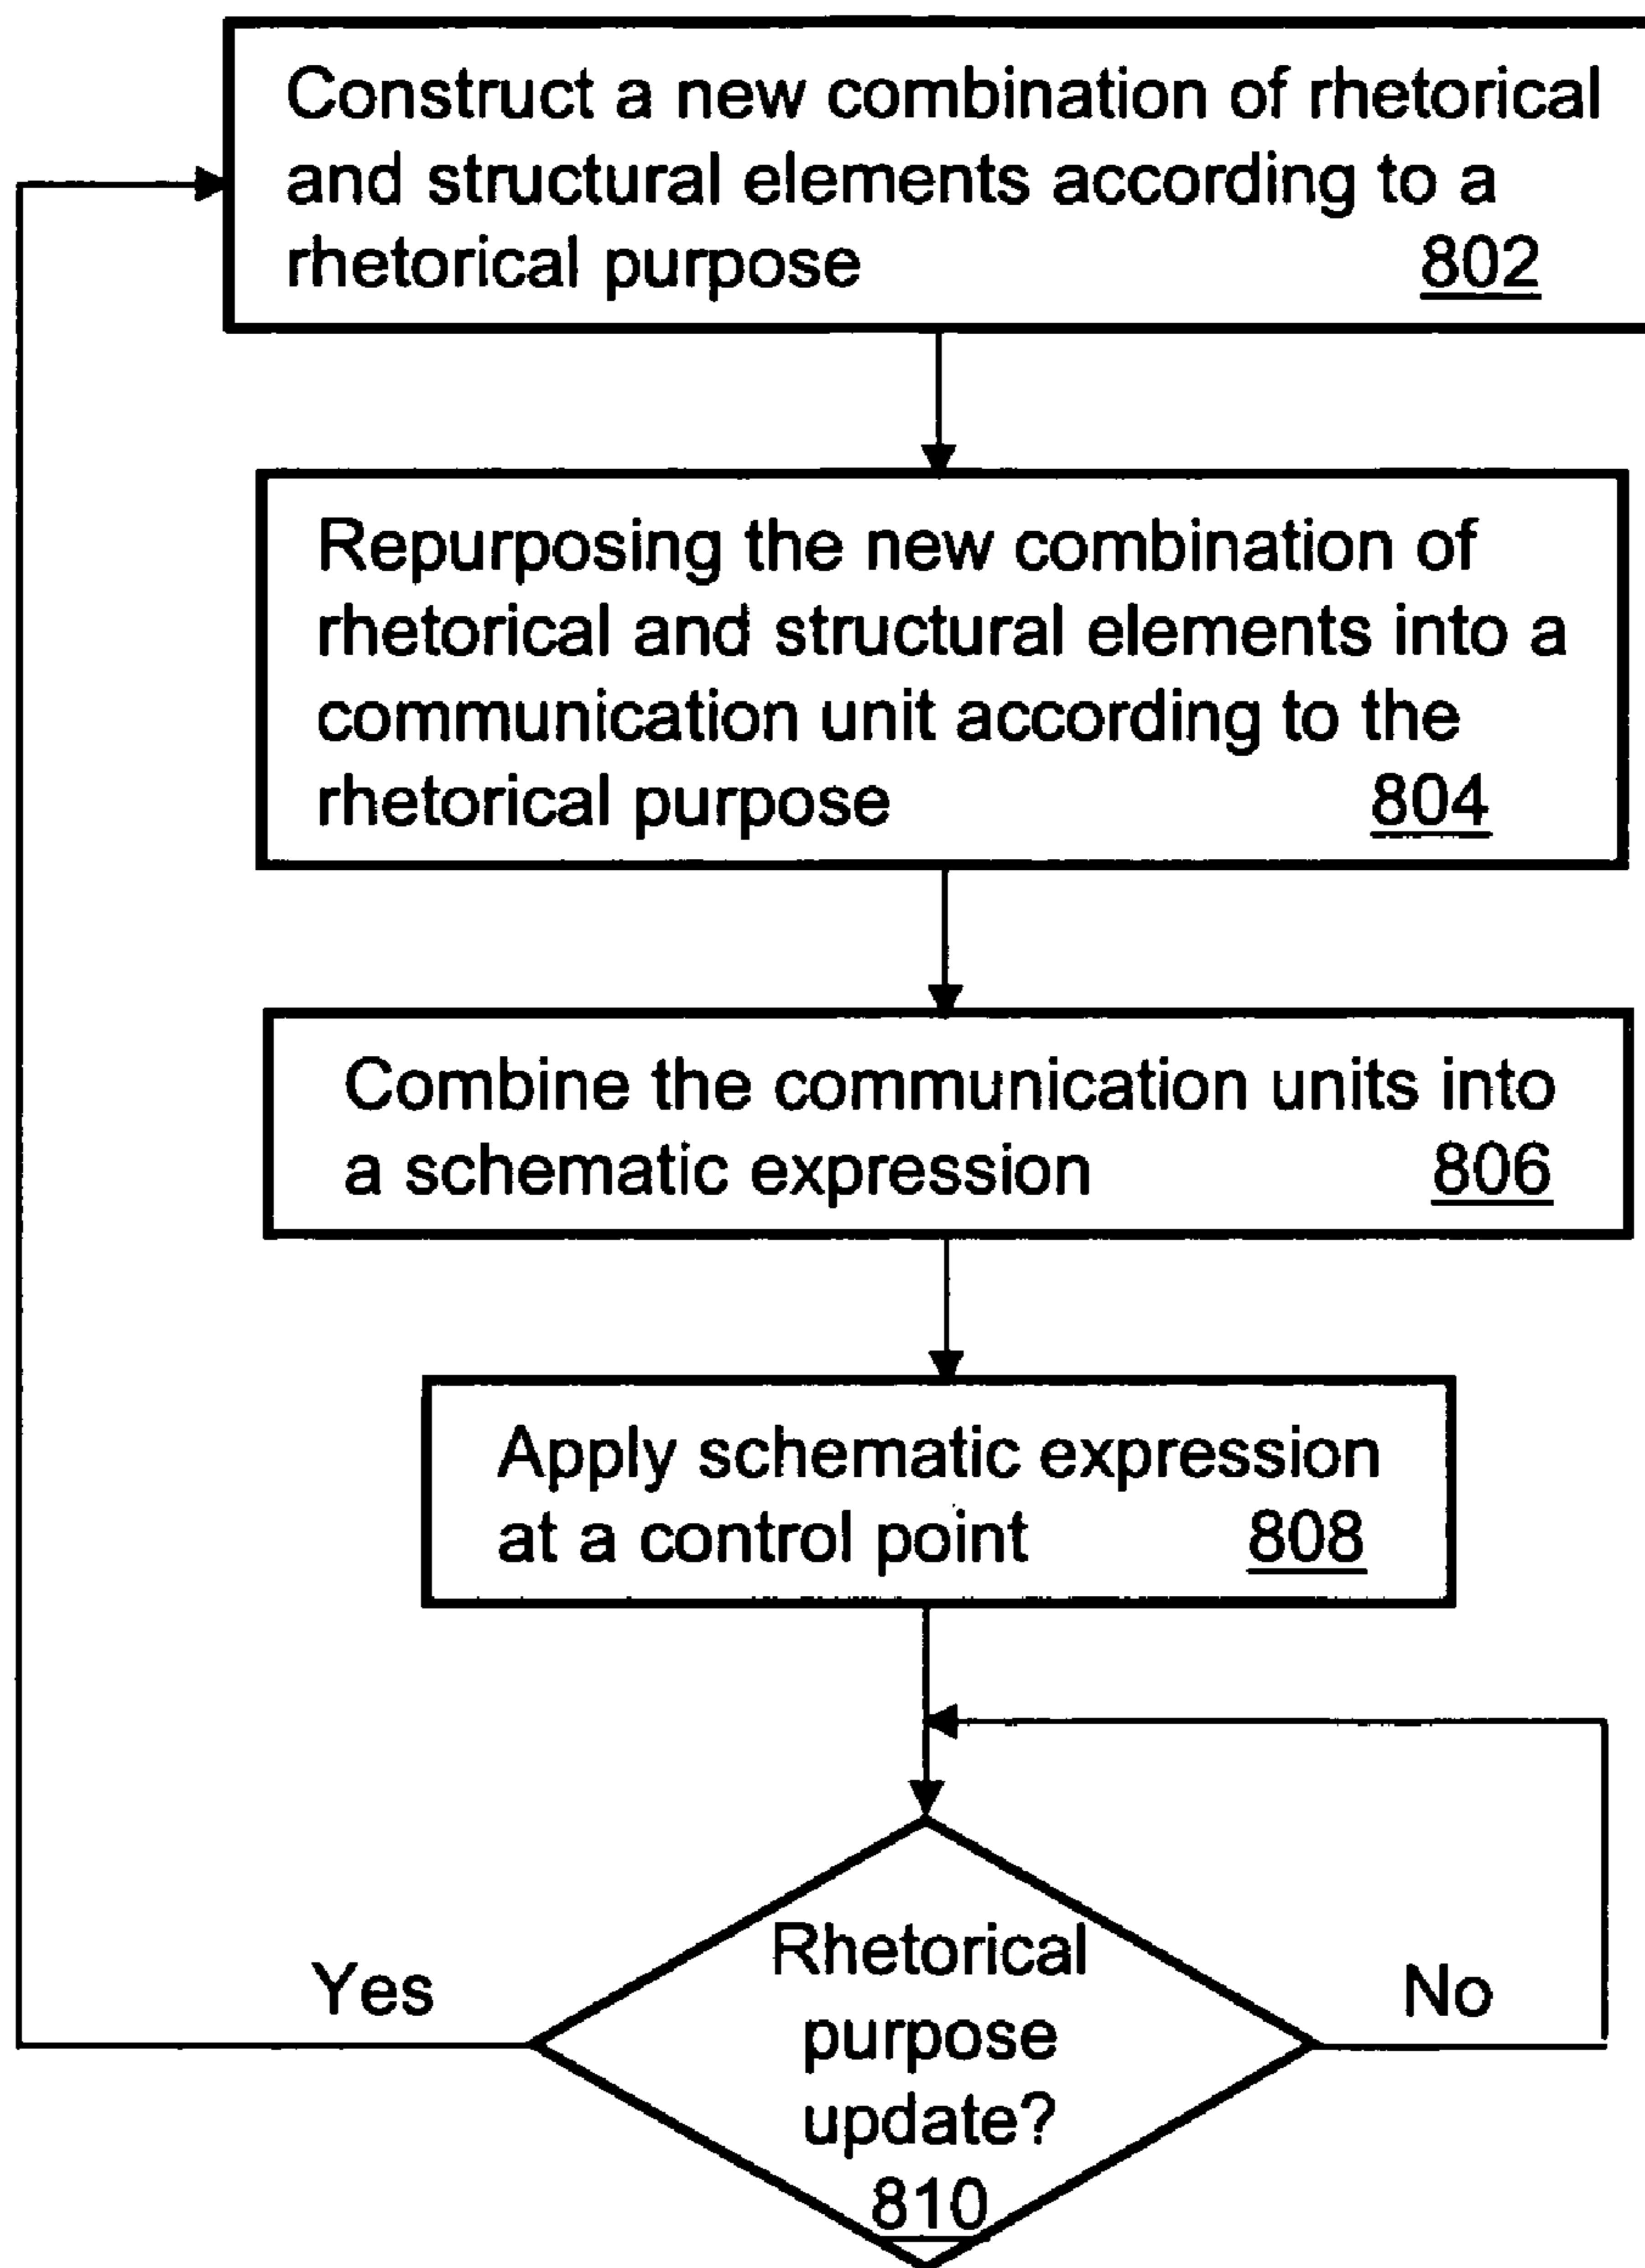 Construct a new combination of rhetorical
and structural elements according to a
rhetorical purpose 802
Repurposing the new combination of
rhetorical and structural elements into a
communication unit according to the
rhetorical purpose 804
Combine the communication units into
a schematic expression 806
Apply schematic expression
at a control point 808
Rhetorical
purpose
update?
810
Yes
No